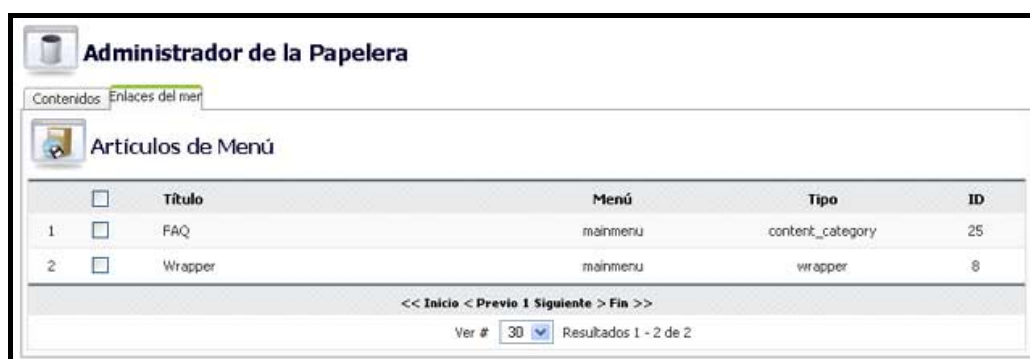 Administrador de la Papelera
Contenidos Enlaces del mer
Artículos de Menú
Título Menú Tipo ID
1 FAQ mainmenu content_category 25
2 Wrapper mainmenu wrapper 8
<< Inicio < Previo 1 Siguiente > Fin >>
Ver # 30 Resultados 1 - 2 de 2